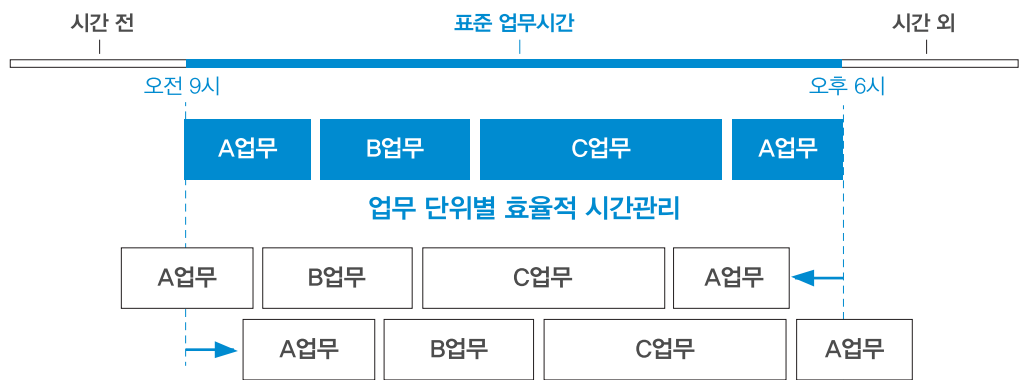 시간 전 표준 업무시간 시간 외
오전 9시 오후 6시
A업무 B업무 C업무 A업무
업무 단위별 효율적 시간관리
A업무 B업무 C업무 A업무
A업무 B업무 C업무 A업무